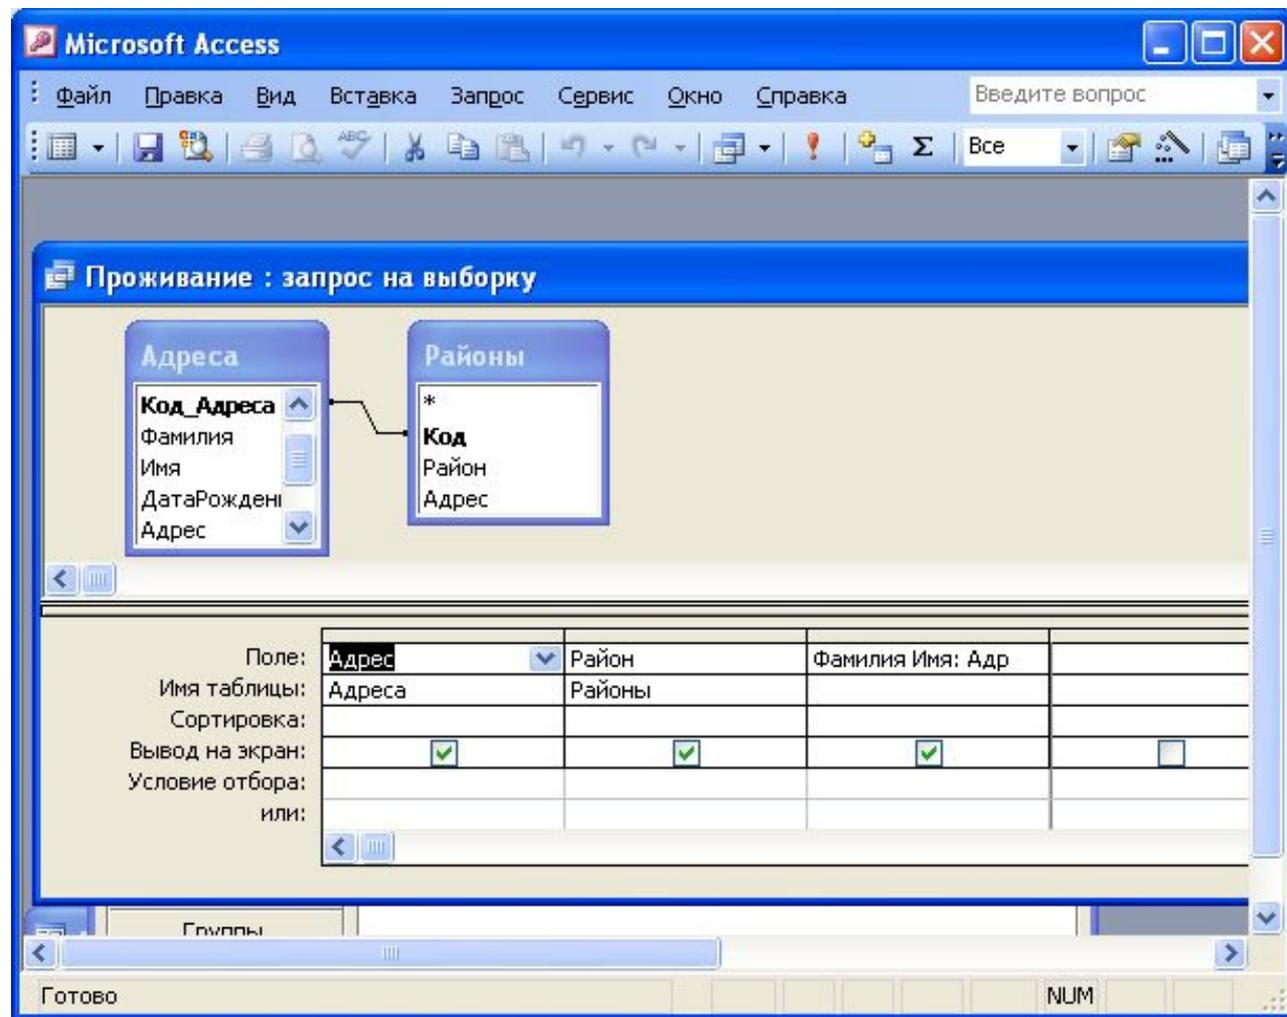 Microsoft Access
Файл Правка Вид Вставка Запрос Сервис Окно Справка Введите вопрос
ABC Σ Все
Проживание : запрос на выборку
Адреса Районы
Код_Адреса *
Фамилия Код
Имя Район
ДатаРождени Адрес
Адрес
Поле: Адрес Район Фамилия Имя: Адр
Имя таблицы: Адреса Районы
Сортировка:
Вывод на экран:
Условие отбора:
или:
Группы
Готово NUM